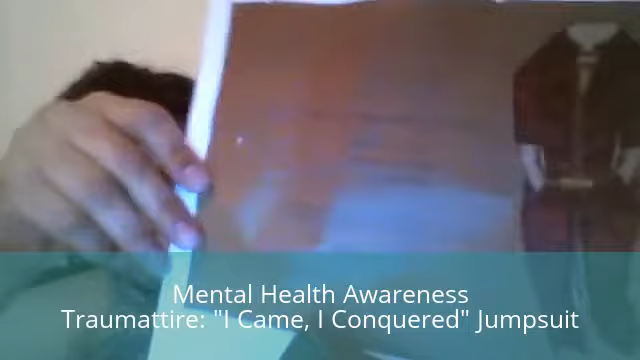 Mental Health Awareness
Traumattire: "I Came, I Conquered" Jumpsuit